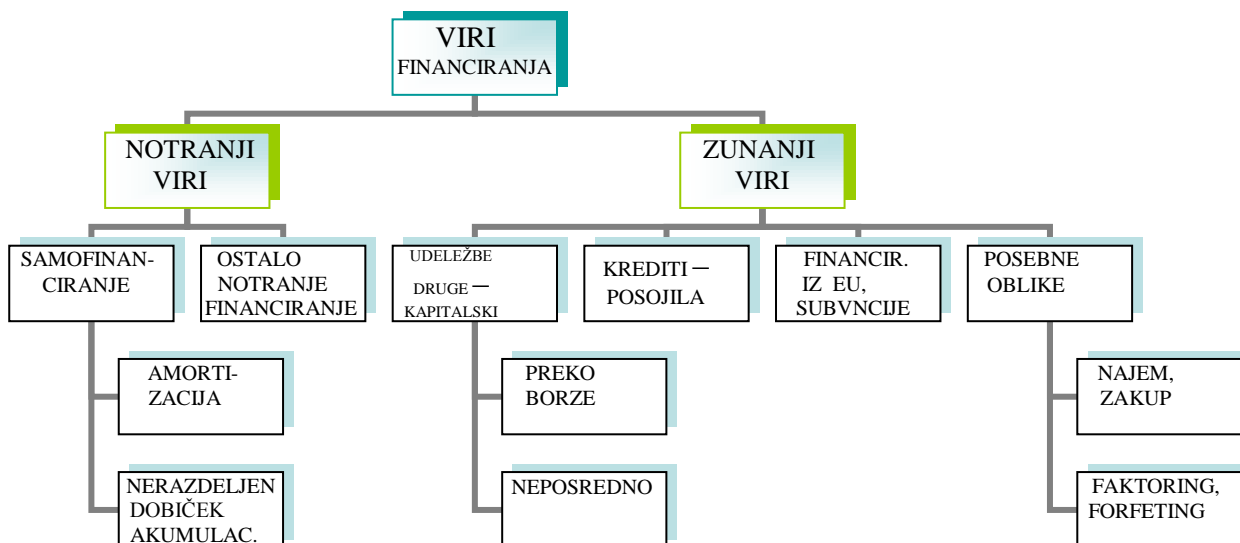 VIRI
FINANCIRANJA
NOTRANJI
VIRI
ZUNANJI
VIRI
SAMOFINAN-
CIRANJE
OSTALO
NOTRANJE
FINANCIRANJE
UDELEŽBE
DRUGE —
KAPITALSKI
KREDITI —
POSOJILA
FINANCIR.
IZ EU,
SUBVNCIJE
POSEBNE
OBLIKE
AMORTI-
ZACIJA
PREKO
BORZE
NAJEM,
ZAKUP
NERAZDELJEN
DOBIČEK
AKUMULAC.
NEPOSREDNO
FAKTORING,
FORFETING